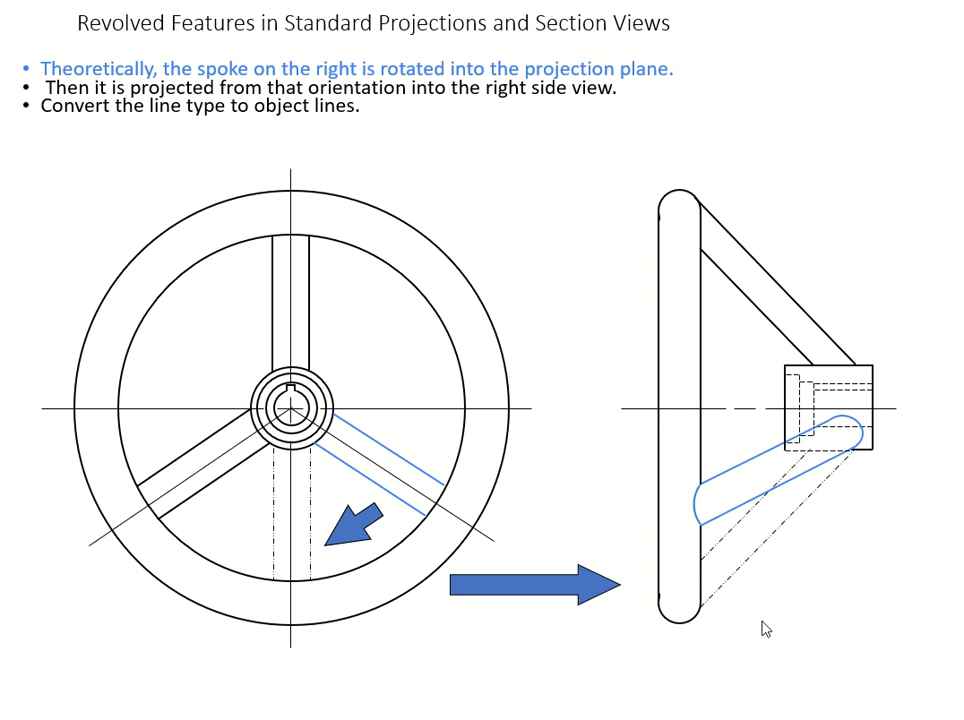 Revolved Features in Standard Projections and Section Views
• Theoretically, the spoke on the right is rotated into the projection plane.
• Then it is projected from that orientation into the right side view.
• Convert the line type to object lines.